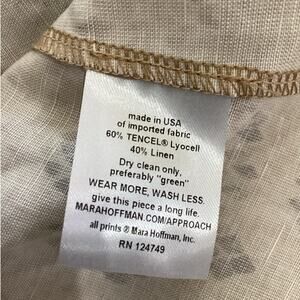 made in USA
of imported fabric
60% TENCEL® Lyocell
40% Linen
Dry clean only,
preferably "green"
WEAR MORE, WASH LESS.
give this piece a long life.
MARAHOFFMAN.COM/APPROACH
all prints ® Mara Hoffman, Inc.
RN 124749